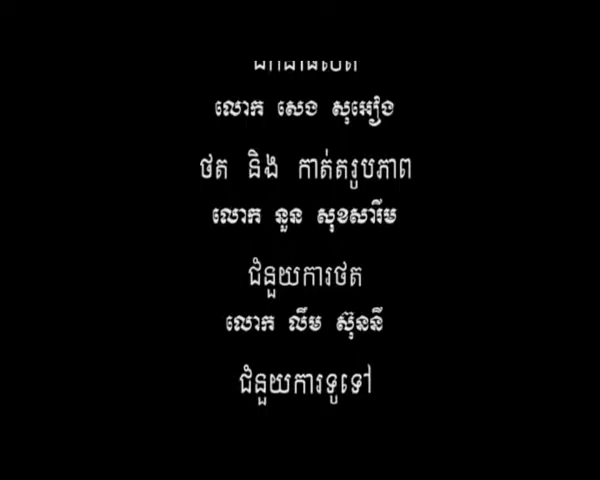 លោក សេង សុអៀង
ថត និង កាត់តរូបភាព
លោក នួន សុខសារឹម
ជំនួយការថត
លោក លឹម ស៊ុននី
ជំនួយការទូទៅ